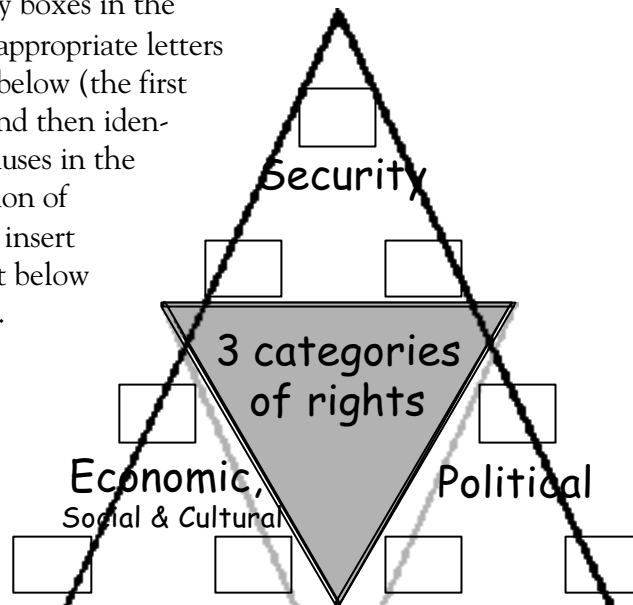 y boxes in the
appropriate letters
below (the first
nd then iden-
uses in the
ion of
insert
t below
.
Security
3 categories
of rights
Economic,
Social & Cultural
Political